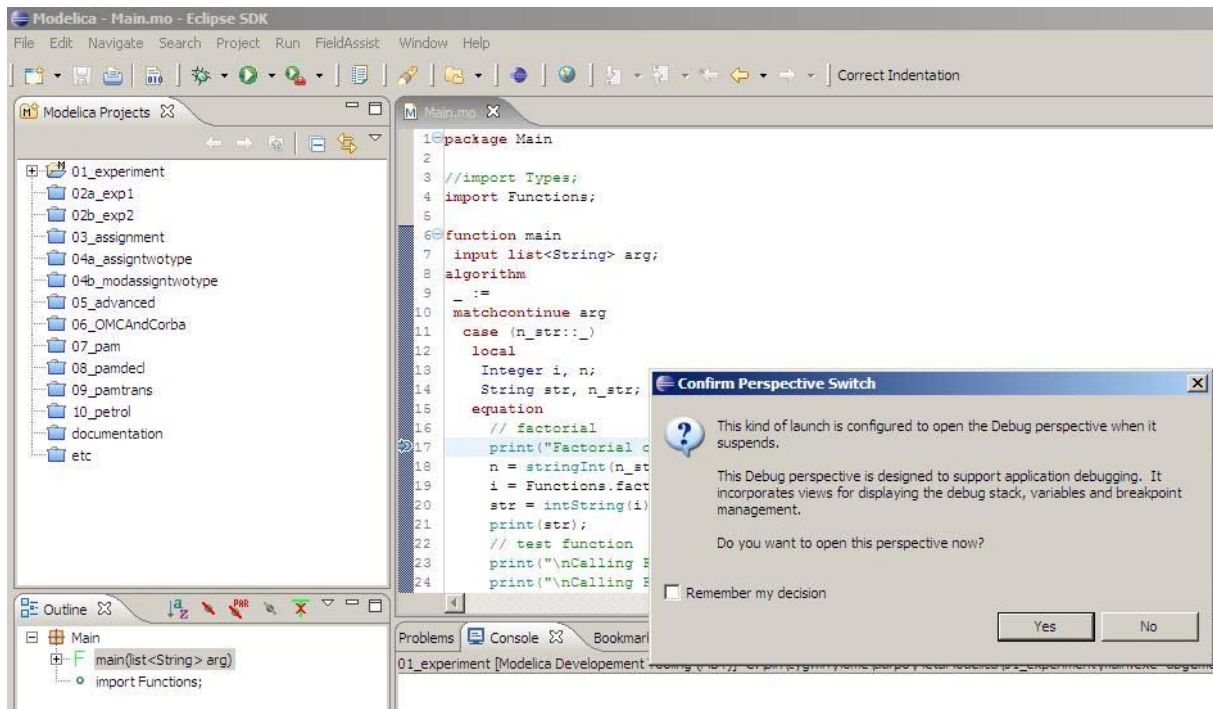 Modelica - Main.mo - Eclipse SDK
File Edit Navigate Search Project Run FieldAssist Window Help
Correct Indentation
Modelica Projects
01_experiment
02a_exp1
02b_exp2
03_assignment
04a_assigntwotype
04b_modassigntwotype
05_advanced
06_OMCAndCorba
07_pam
08_pamdecl
09_pamtrans
10_petrol
documentation
etc
Main.mo
1 package Main
2
3 //import Types;
4 import Functions;
5
6 function main
7 input list<String> arg;
8 algorithm
9 _ :=
10 matchcontinue arg
11 case (n_str::_)
12 local
13 Integer i, n;
14 String str, n_str;
15 equation
16 // factorial
17 print("Factorial
18 n = stringInt(n_st
19 i = Functions.fact
20 str = intString(i)
21 print(str);
22 // test function
23 print("\nCalling
24 print("\nCalling
Confirm Perspective Switch
This kind of launch is configured to open the Debug perspective when it
suspends.
This Debug perspective is designed to support application debugging. It
incorporates views for displaying the debug stack, variables and breakpoint
management.
Do you want to open this perspective now?
Remember my decision
Yes No
Outline
Main
main(list<String> arg)
import Functions;
Problems Console Bookmar
01_experiment [Modelica Developement